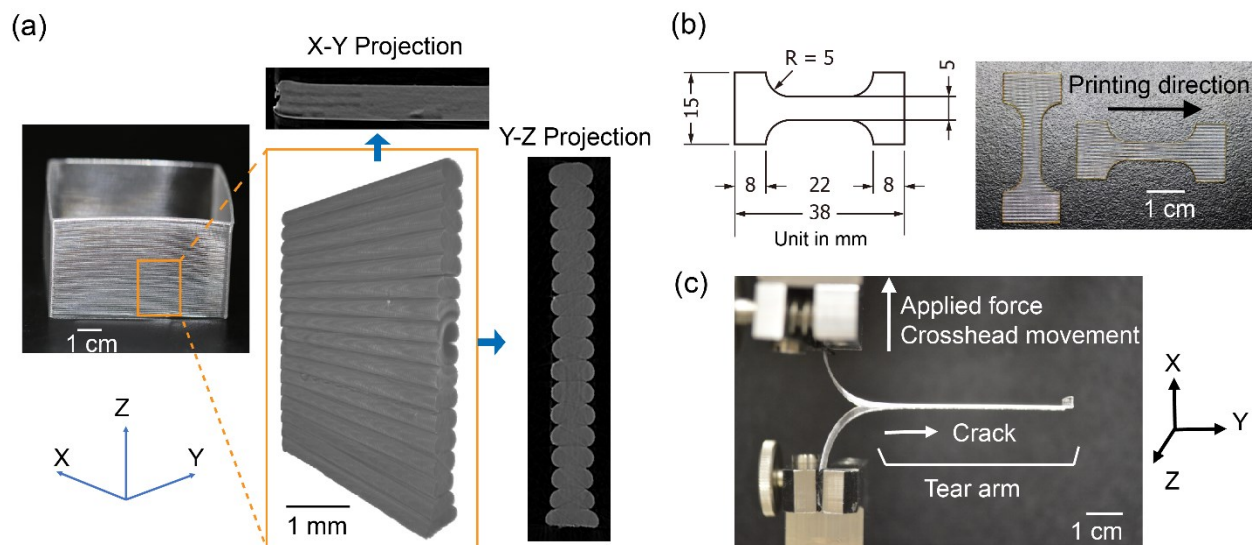 (a)
X-Y Projection
Y-Z Projection
1 cm
Z
X
Y
1 mm
(b)
R = 5
15
5
8
22
8
38
Unit in mm
Printing direction
1 cm
(c)
Applied force
Crosshead movement
Crack
Tear arm
1 cm
X
Y
Z